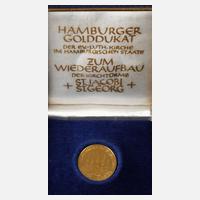 HAMBURGER
GOLDDUKAT
DER EV.-LUTH. KIRCHE
IM HAMBURGISCHEN STAATE
ZUM
WIEDERAUFBAU
DER KIRCHTÜRME
ST. JACOBI
ST. GEORG